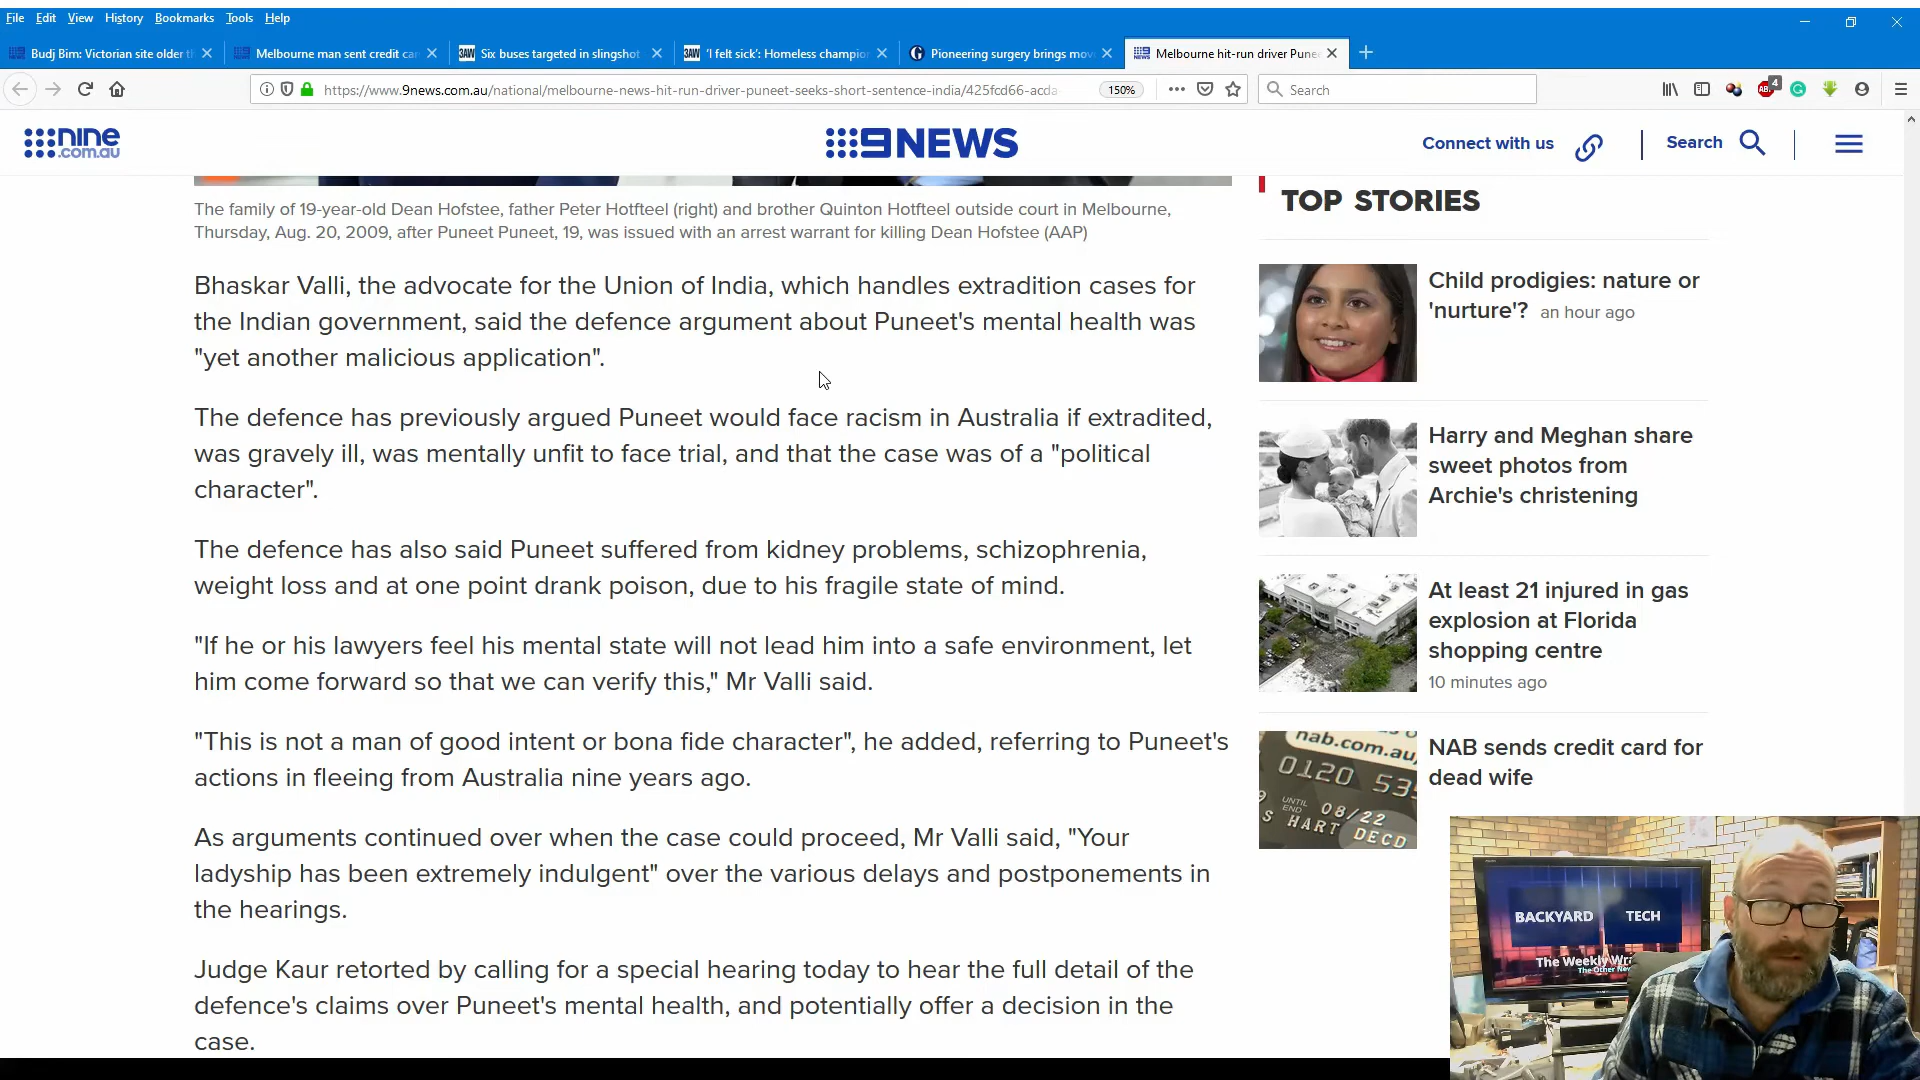 File Edit View History Bookmarks Tools Help
Budj Bim: Victorian site older t
Melbourne man sent credit ca
3AW Six buses targeted in slingshot
3AW 'I felt sick': Homeless champio
G Pioneering surgery brings mov
Melbourne hit-run driver Pune
https://www.9news.com.au/national/melbourne-news-hit-run-driver-puneet-seeks-short-sentence-india/425fcd66-acda-
150%
Search
ABP 4
nine
.com.au
9NEWS
Connect with us
Search
The family of 19-year-old Dean Hofstee, father Peter Hotfteel (right) and brother Quinton Hotfteel outside court in Melbourne,
Thursday, Aug. 20, 2009, after Puneet Puneet, 19, was issued with an arrest warrant for killing Dean Hofstee (AAP)
Bhaskar Valli, the advocate for the Union of India, which handles extradition cases for
the Indian government, said the defence argument about Puneet's mental health was
"yet another malicious application".
The defence has previously argued Puneet would face racism in Australia if extradited,
was gravely ill, was mentally unfit to face trial, and that the case was of a "political
character".
The defence has also said Puneet suffered from kidney problems, schizophrenia,
weight loss and at one point drank poison, due to his fragile state of mind.
"If he or his lawyers feel his mental state will not lead him into a safe environment, let
him come forward so that we can verify this," Mr Valli said.
"This is not a man of good intent or bona fide character", he added, referring to Puneet's
actions in fleeing from Australia nine years ago.
As arguments continued over when the case could proceed, Mr Valli said, "Your
ladyship has been extremely indulgent" over the various delays and postponements in
the hearings.
Judge Kaur retorted by calling for a special hearing today to hear the full detail of the
defence's claims over Puneet's mental health, and potentially offer a decision in the
case.
TOP STORIES
Child prodigies: nature or
'nurture'? an hour ago
Harry and Meghan share
sweet photos from
Archie's christening
At least 21 injured in gas
explosion at Florida
shopping centre
10 minutes ago
NAB sends credit card for
dead wife
nab.com.au
0120 535
UNTIL END 08/22
S HART DECD
BACKYARD TECH
The Weekly Wra
The Other New